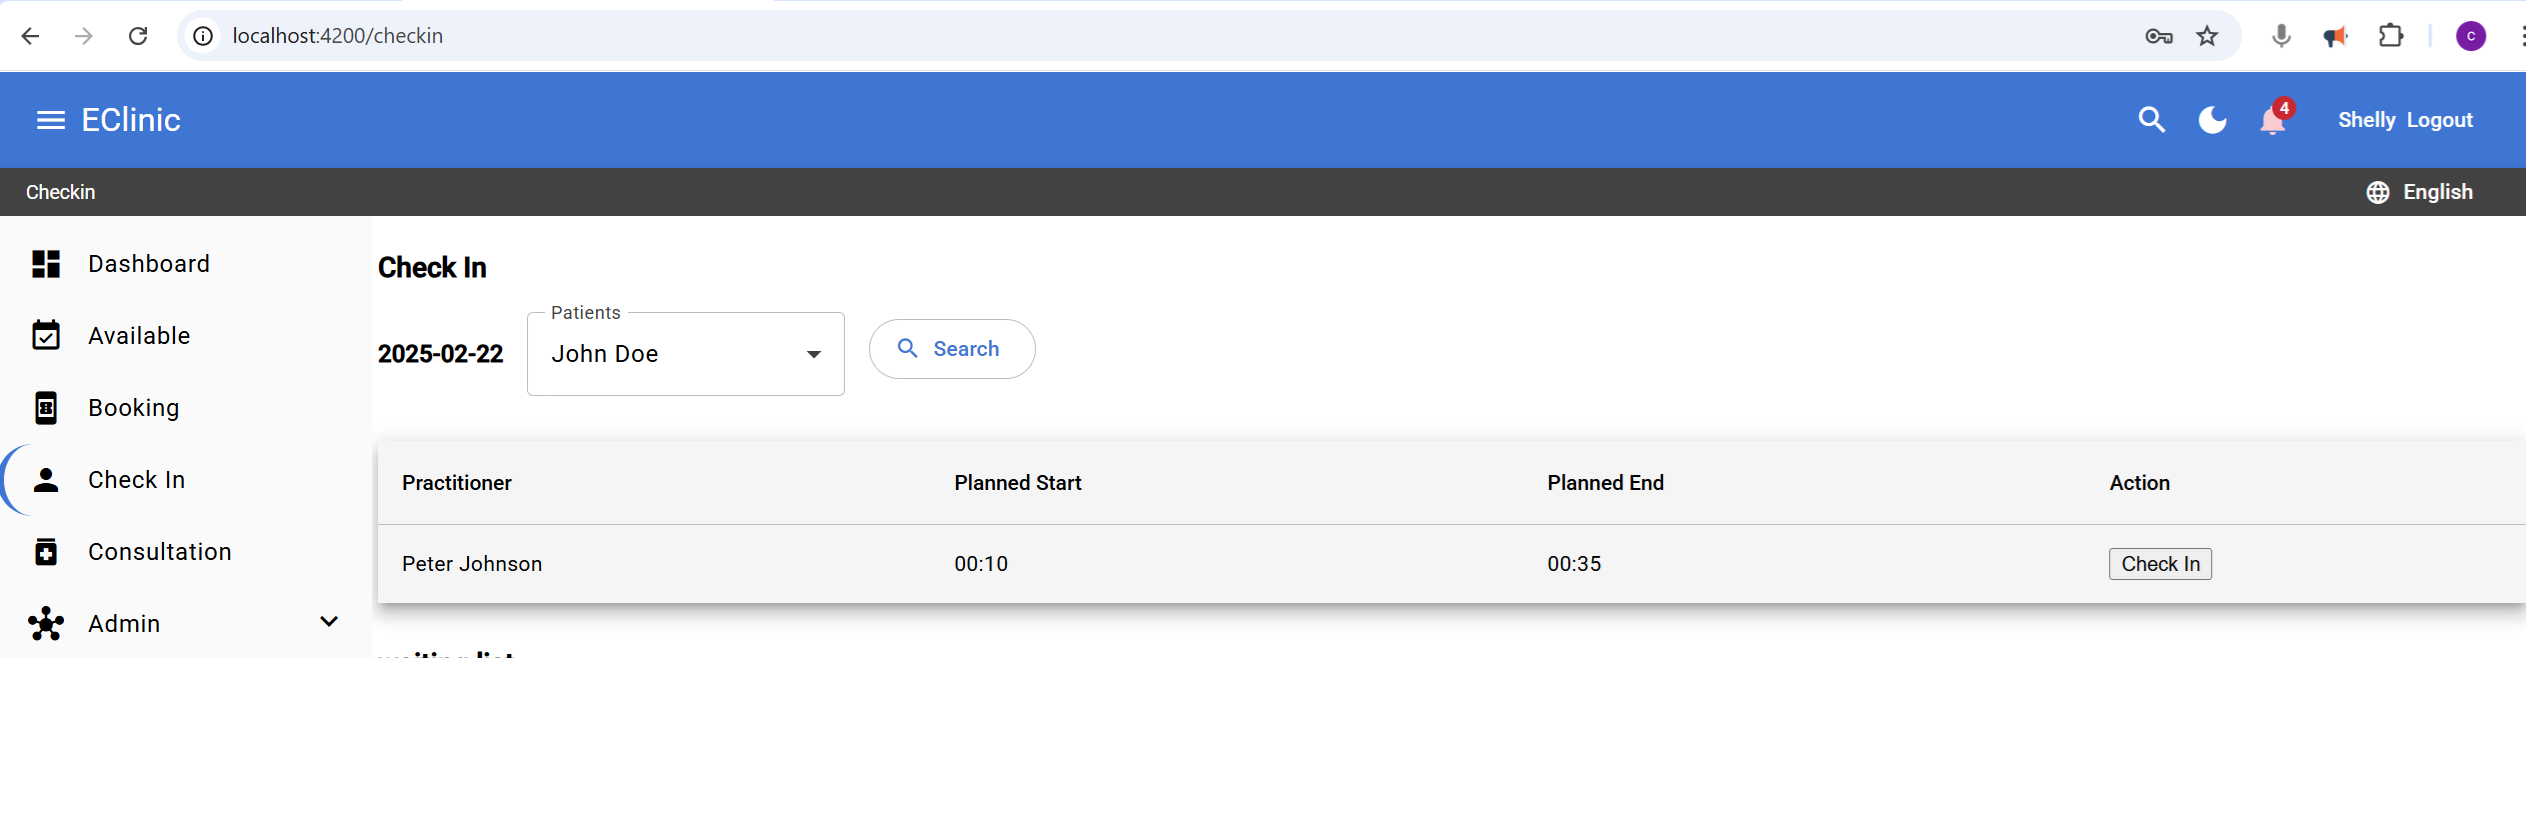 localhost:4200/checkin
C
EClinic
4
Shelly Logout
Checkin
English
Dashboard
Available
Booking
Check In
Consultation
Admin
Check In
2025-02-22
Patients
John Doe
Search
Practitioner Planned Start Planned End Action
Peter Johnson 00:10 00:35 Check In
waiting list